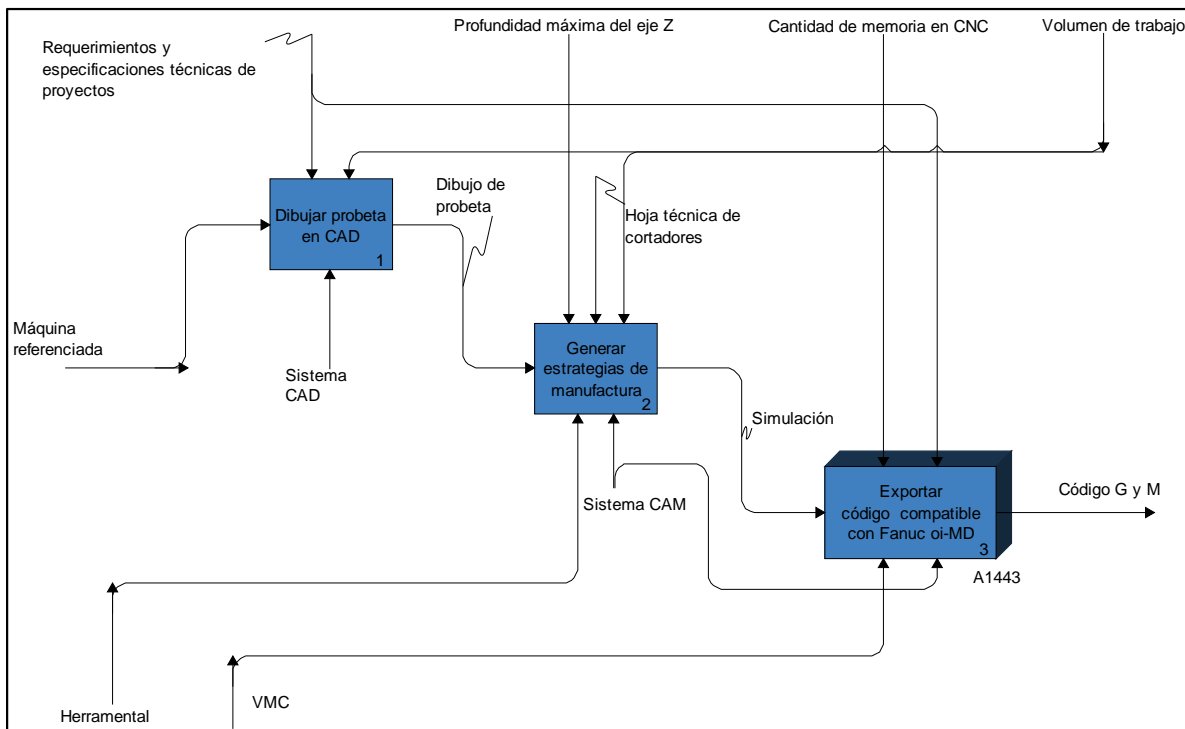 Profundidad máxima del eje Z
Cantidad de memoria en CNC
Volumen de trabajo
Requerimientos y
especificaciones técnicas de
proyectos
Dibujar probeta
en CAD
1
Dibujo de
probeta
Hoja técnica de
cortadores
Máquina
referenciada
Sistema
CAD
Generar
estrategias de
manufactura
2
Simulación
Sistema CAM
Exportar
código compatible
con Fanuc oi-MD
3
Código G y M
A1443
Herramental
VMC